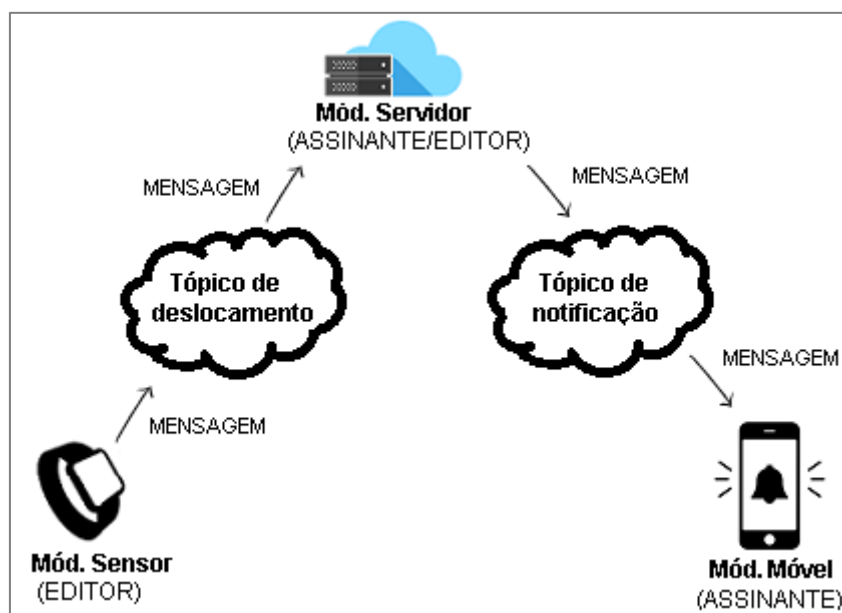 Mód. Servidor
(ASSINANTE/EDITOR)
MENSAGEM
MENSAGEM
Tópico de
deslocamento
Tópico de
notificação
MENSAGEM
MENSAGEM
Mód. Sensor
(EDITOR)
Mód. Móvel
(ASSINANTE)